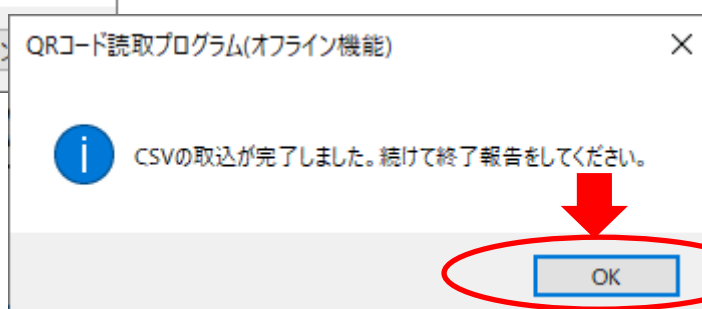 QRコード読取プログラム(オフライン機能)
CSVの取込が完了しました。続けて終了報告をしてください。
OK